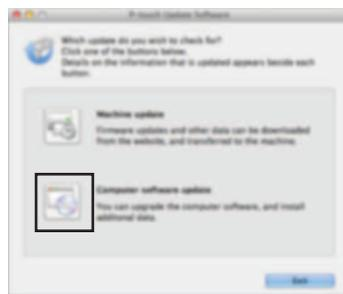 P-touch Update Software
Which update do you wish to check for?
Click one of the buttons below.
Details on the information that is updated appears beside each
button.
Machine update
Firmware updates and other data can be downloaded
from the website, and transferred to the machine.
Computer software update
You can upgrade the computer software, and install
additional data.
Exit